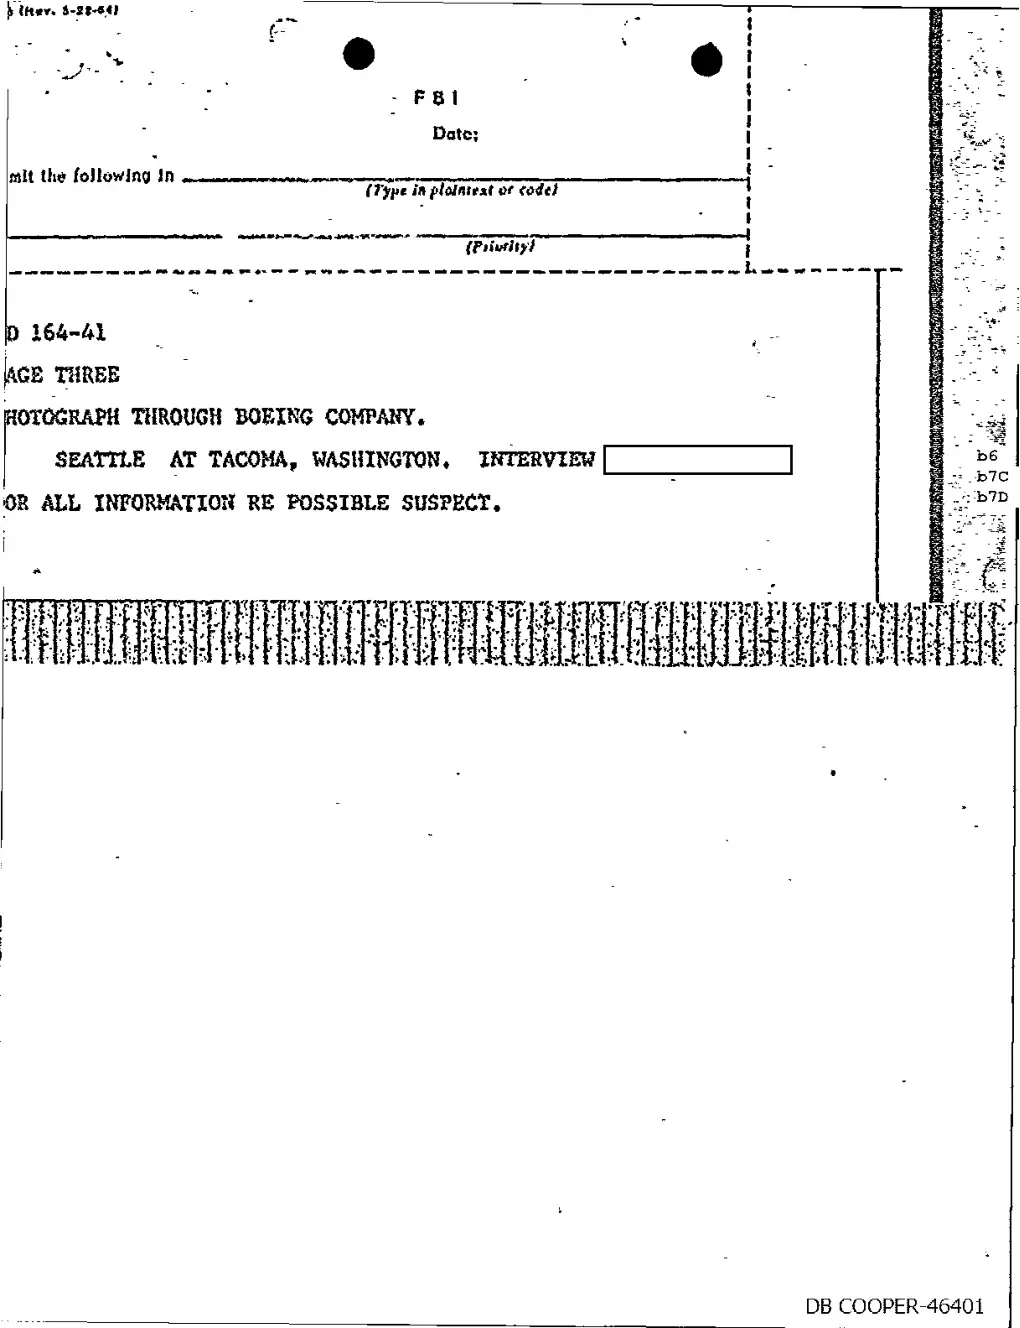 (Rev. 5-22-64)
F B I
Date:
mit the following in
(Type in plaintext or code)
(Priority)
D 164-41
AGE THREE
HOTOGRAPH THROUGH BOEING COMPANY.
SEATTLE AT TACOMA, WASHINGTON. INTERVIEW
OR ALL INFORMATION RE POSSIBLE SUSPECT.
b6
b7C
b7D
DB COOPER-46401